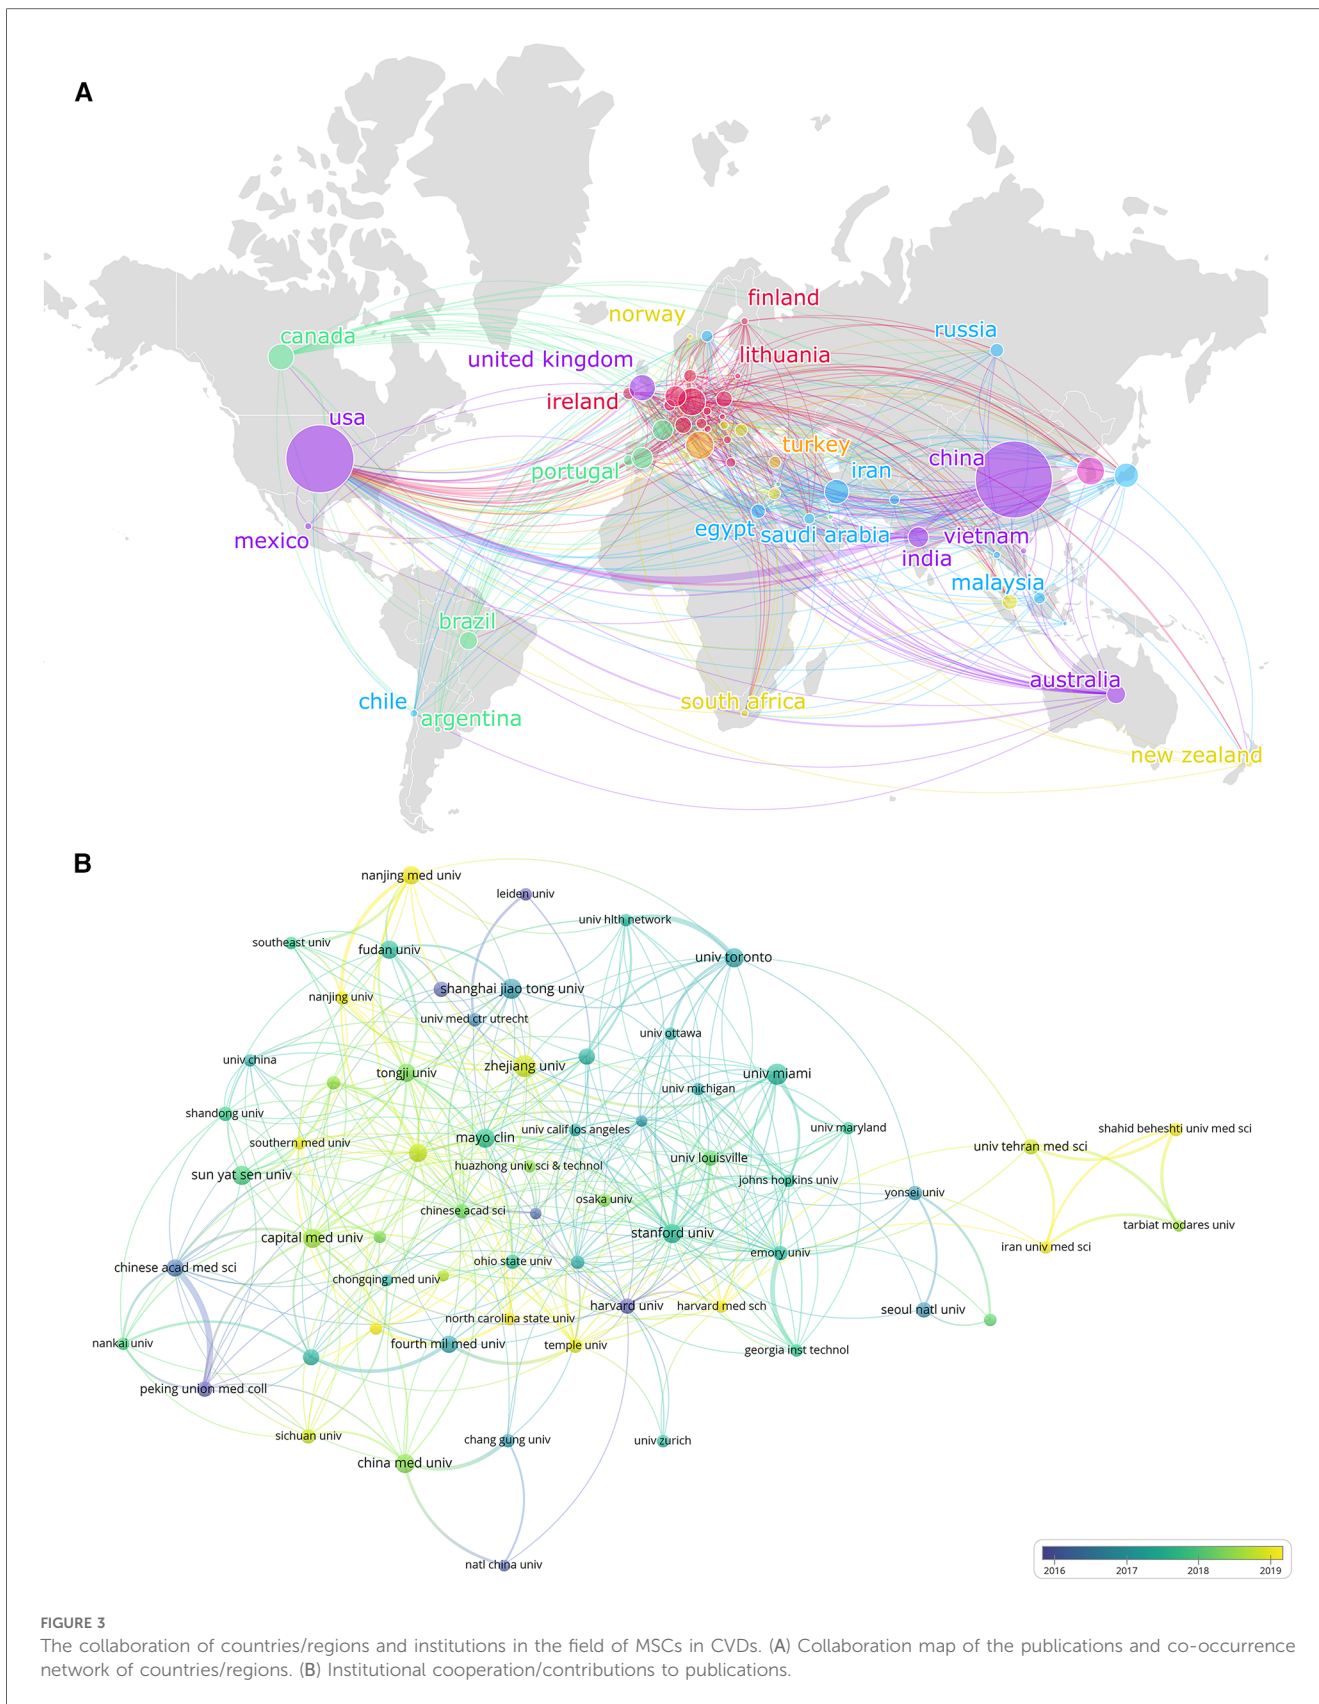 A
finland
norway
russia
canada
lithuania
united kingdom
ireland
usa
turkey
china
iran
portugal
egypt
saudi arabia
vietnam
mexico
india
malaysia
brazil
australia
chile
south africa
argentina
new zealand
B
nanjing med univ
leiden univ
univ hlth network
southeast univ
fudan univ
univ toronto
shanghai jiao tong univ
nanjing univ
univ med ctr utrecht
univ ottawa
univ china
zhejiang univ
tongji univ
univ miami
univ michigan
shandong univ
univ calif los angeles
univ maryland
shahid beheshti univ med sci
southern med univ
mayo clin
univ tehran med sci
huazhong univ sci & technol
univ louisville
sun yat sen univ
johns hopkins univ
yonsei univ
osaka univ
chinese acad sci
tarbiat modares univ
capital med univ
stanford univ
iran univ med sci
emory univ
ohio state univ
chinese acad med sci
chongqing med univ
harvard univ
harvard med sch
seoul natl univ
north carolina state univ
nankai univ
fourth mil med univ
temple univ
georgia inst technol
peking union med coll
sichuan univ
chang gung univ
univ zurich
china med univ
natl china univ
2016
2017
2018
2019
FIGURE 3
The collaboration of countries/regions and institutions in the field of MSCs in CVDs. (A) Collaboration map of the publications and co-occurrence
network of countries/regions. (B) Institutional cooperation/contributions to publications.